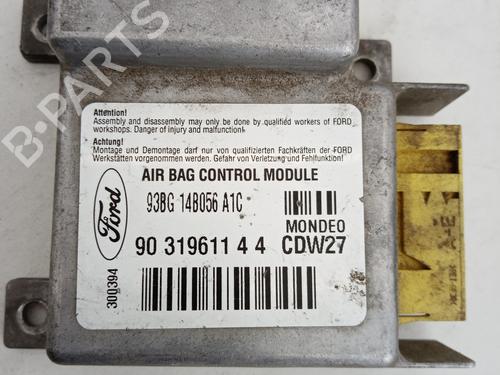 Attention!
Assembly and disassembly may only be done by qualified workers of FORD
workshops. Danger of injury and malfunction!
Achtung!
Montage und Demontage darf nur von qualifizierten Fachkräften der FORD
Werkstätten vorgenommen werden. Gefahr von Verletzung und Fehlfunktion!
AIR BAG CONTROL MODULE
93BG 14B056 A1C
Ford
MONDEO
90 31961 1 4 4 CDW27
300394
A-E
B-PARTS